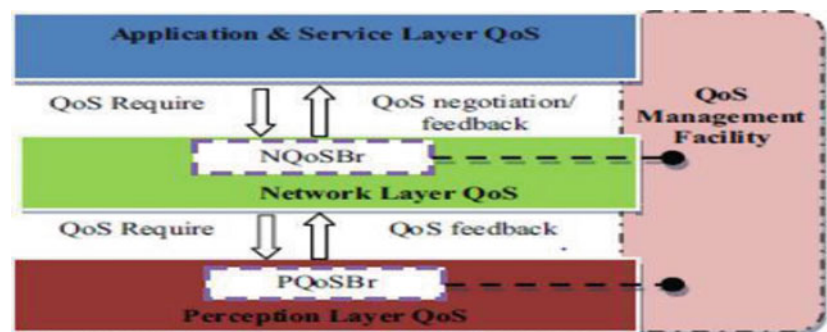 Application & Service Layer QoS
QoS Require
QoS negotiation/
feedback
QoS
Management
Facility
NQoSBr
Network Layer QoS
QoS Require
QoS feedback
PQoSBr
Perception Layer QoS